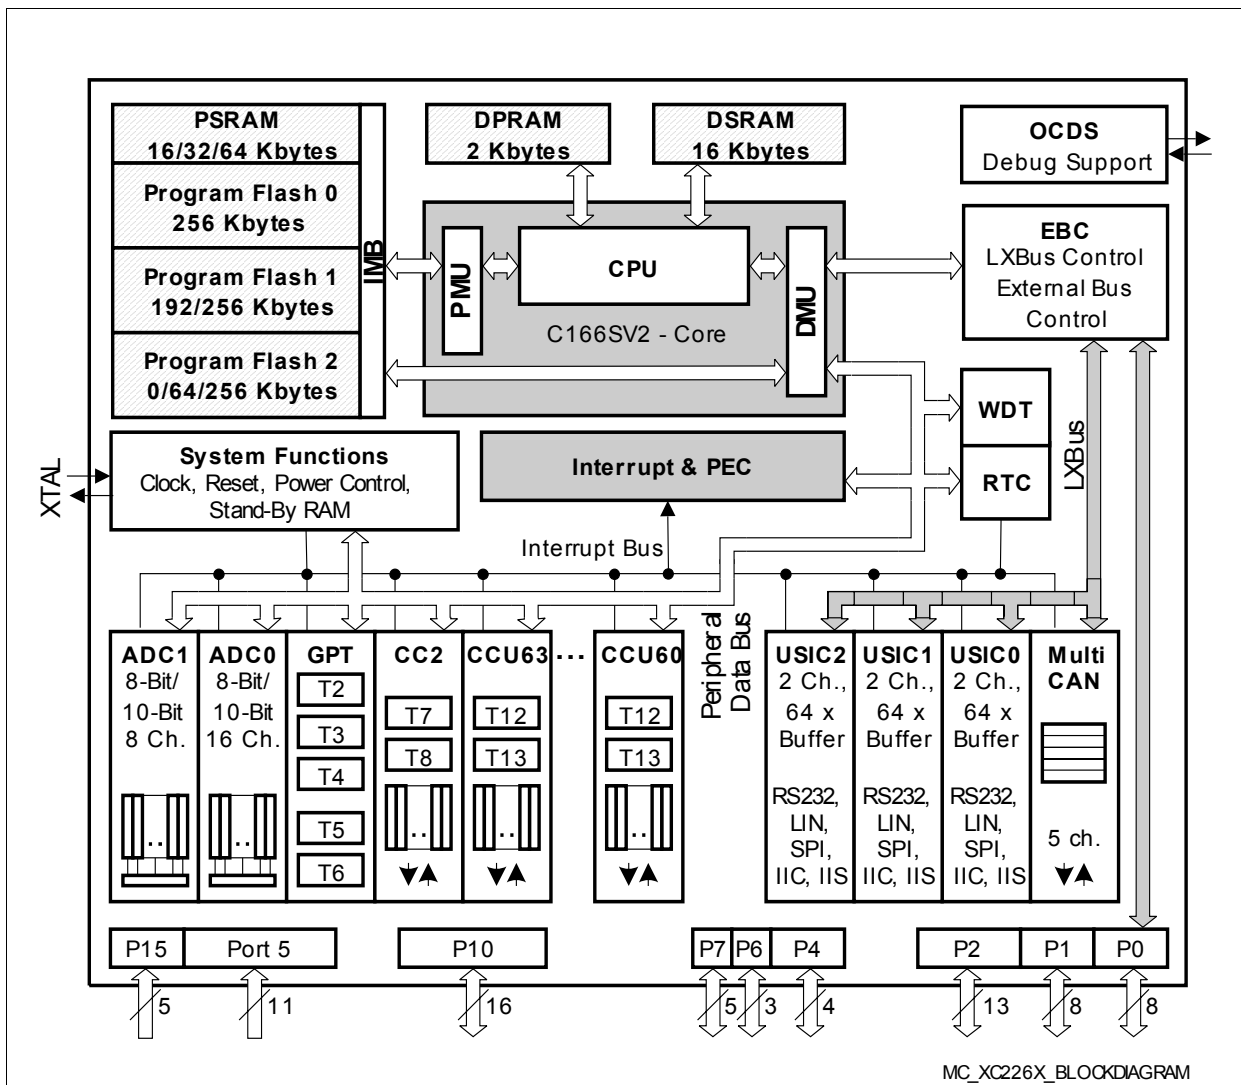 PSRAM
16/32/64 Kbytes
Program Flash 0
256 Kbytes
Program Flash 1
192/256 Kbytes
Program Flash 2
0/64/256 Kbytes
IMB
DPRAM
2 Kbytes
DSRAM
16 Kbytes
OCDS
Debug Support
PMU
CPU
DMU
C166SV2 - Core
EBC
LXBus Control
External Bus
Control
WDT
RTC
LXBus
XTAL
System Functions
Clock, Reset, Power Control,
Stand-By RAM
Interrupt & PEC
Interrupt Bus
Peripheral
Data Bus
ADC1
8-Bit/
10-Bit
8 Ch.
ADC0
8-Bit/
10-Bit
16 Ch.
GPT
T2
T3
T4
T5
T6
CC2
T7
T8
CCU63
T12
T13
...
CCU60
T12
T13
USIC2
2 Ch.,
64 x
Buffer
RS232,
LIN,
SPI,
IIC, IIS
USIC1
2 Ch.,
64 x
Buffer
RS232,
LIN,
SPI,
IIC, IIS
USIC0
2 Ch.,
64 x
Buffer
RS232,
LIN,
SPI,
IIC, IIS
Multi
CAN
5 ch.
P15
Port 5
P10
P7
P6
P4
P2
P1
P0
5
11
16
5
3
4
13
8
8
MC_XC226X_BLOCKDIAGRAM